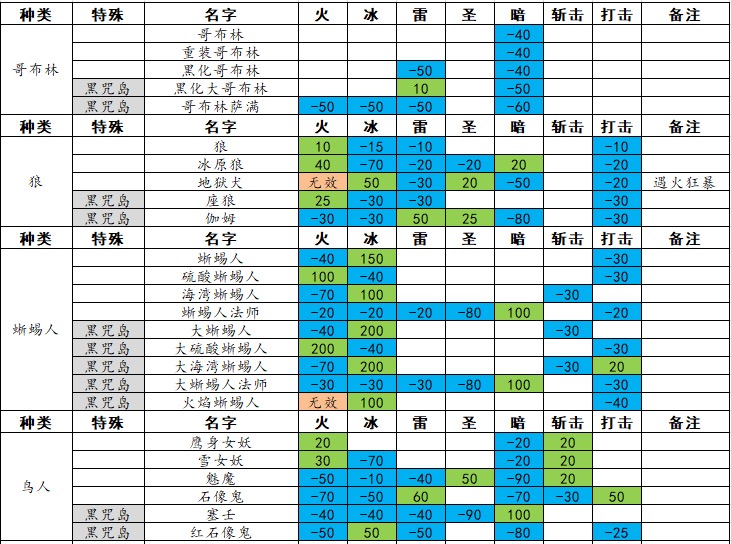 种类 特殊 名字 火 冰 雷 圣 暗 斩击 打击 备注
哥布林 -40
重装哥布林 -40
黑化哥布林 -50 -40
哥布林
黑咒岛 黑化大哥布林 10 -50
黑咒岛 哥布林萨满 -50 -50 -50 -60
种类 特殊 名字 火 冰 雷 圣 暗 斩击 打击 备注
狼 10 -15 -10 -10
冰原狼 40 -70 -20 -20 20 -20
狼 地狱犬 无效 50 -30 20 -50 -20 遇火狂暴
黑咒岛 座狼 25 -30 -30 -30
黑咒岛 伽姆 -30 -30 50 25 -80 -30
种类 特殊 名字 火 冰 雷 圣 暗 斩击 打击 备注
蜥蜴人 -40 150 -30
硫酸蜥蜴人 100 -40 -30
海湾蜥蜴人 -70 100 -30
蜥蜴人法师 -20 -20 -20 -80 100 -20
蜥蜴人 黑咒岛 大蜥蜴人 -40 200 -30
黑咒岛 大硫酸蜥蜴人 200 -40 -30
黑咒岛 大海湾蜥蜴人 -70 200 -30 20
黑咒岛 大蜥蜴人法师 -30 -30 -30 -80 100 -30
黑咒岛 火焰蜥蜴人 无效 100 -40
种类 特殊 名字 火 冰 雷 圣 暗 斩击 打击 备注
鹰身女妖 20 -20 20
雪女妖 30 -70 -20 20
鸟人 魅魔 -50 -10 -40 50 -90 20
石像鬼 -70 -50 60 -70 -30 50
黑咒岛 塞壬 -40 -40 -40 -90 100
黑咒岛 红石像鬼 -50 50 -50 -80 -25